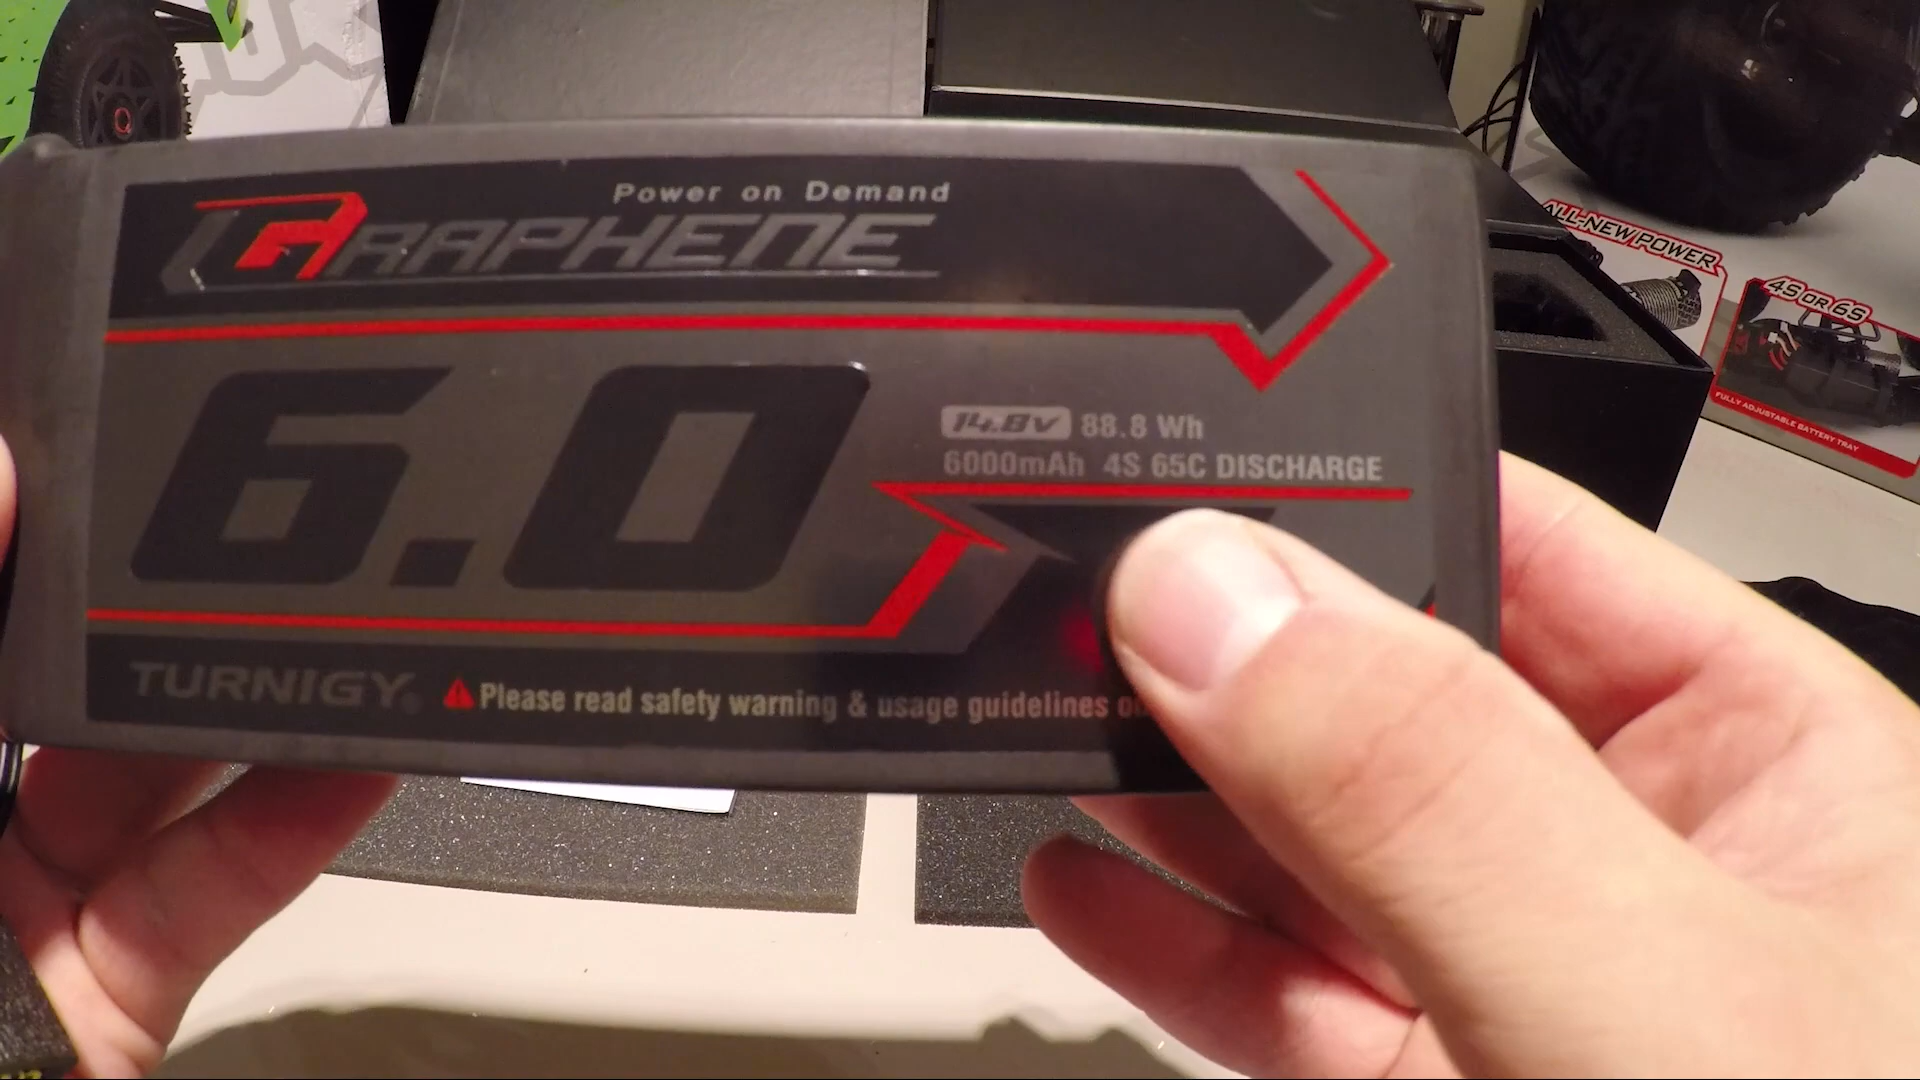 Power on Demand
GRAPHENE
6.0
14.8V 88.8 Wh
6000mAh 4S 65C DISCHARGE
TURNIGY®
Please read safety warning & usage guidelines
ALL-NEW POWER
4S OR 6S
FULLY ADJUSTABLE BATTERY TRAY